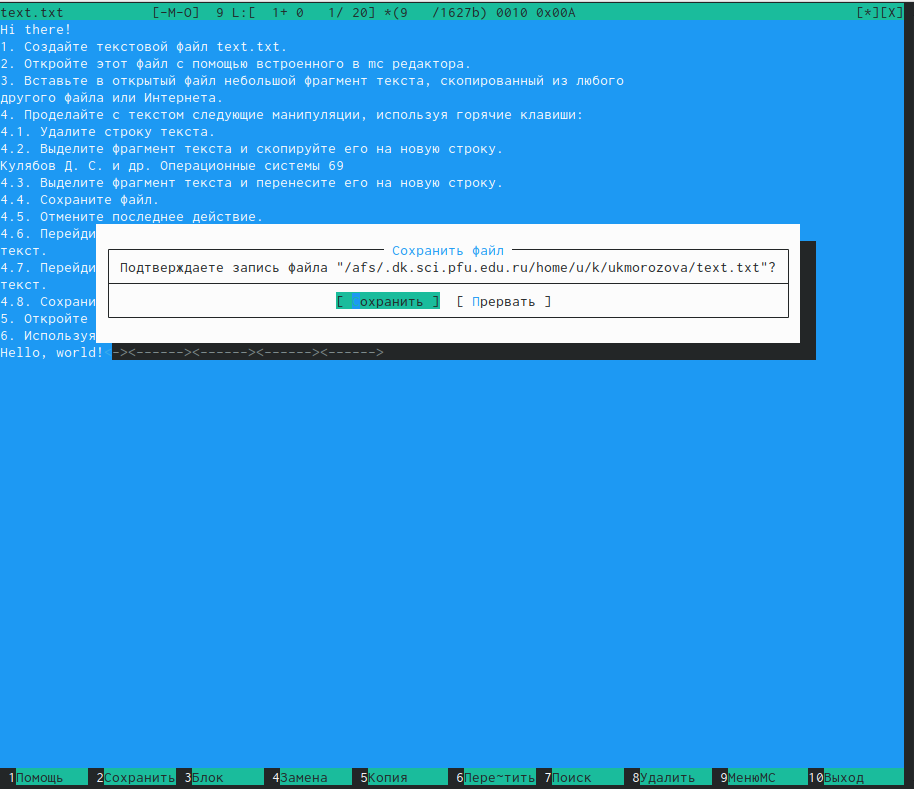 text.txt [-M-O] 9 L:[ 1+ 0 1/ 20] *(9 /1627b) 0010 0x00A [*][X]
Hi there!
1. Создайте текстовой файл text.txt.
2. Откройте этот файл с помощью встроенного в mc редактора.
3. Вставьте в открытый файл небольшой фрагмент текста, скопированный из любого
другого файла или Интернета.
4. Проделайте с текстом следующие манипуляции, используя горячие клавиши:
4.1. Удалите строку текста.
4.2. Выделите фрагмент текста и скопируйте его на новую строку.
Кулябов Д. С. и др. Операционные системы 69
4.3. Выделите фрагмент текста и перенесите его на новую строку.
4.4. Сохраните файл.
4.5. Отмените последнее действие.
4.6. Перейди
текст.
4.7. Перейди
текст.
4.8. Сохрани
5. Откройте
6. Используя
Hello, world!<-><------><------><------><------>
Сохранить файл
Подтверждаете запись файла "/afs/.dk.sci.pfu.edu.ru/home/u/k/ukmorozova/text.txt"?
[ Сохранить ] [ Прервать ]
1Помощь 2Сохранить 3Блок 4Замена 5Копия 6Пере~тить 7Поиск 8Удалить 9МенюMC 10Выход